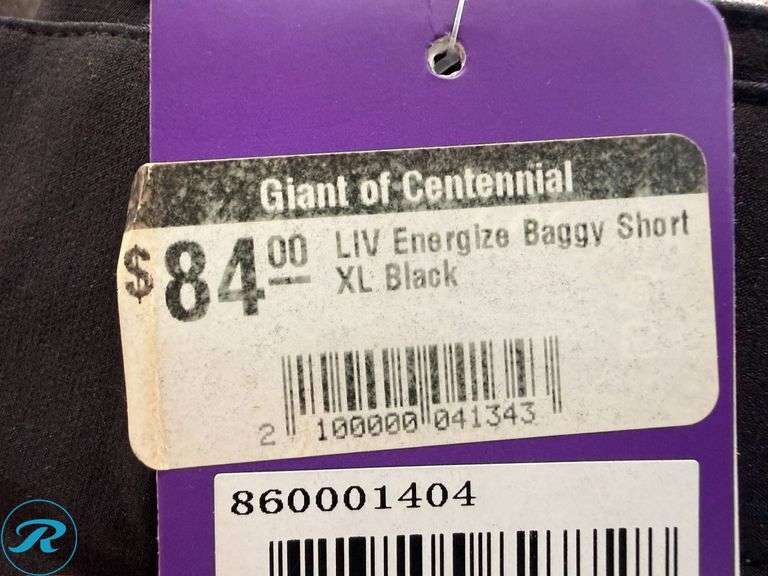 Giant of Centennial
$84.00 LIV Energize Baggy Short
XL Black
2 100000 041343
860001404
R